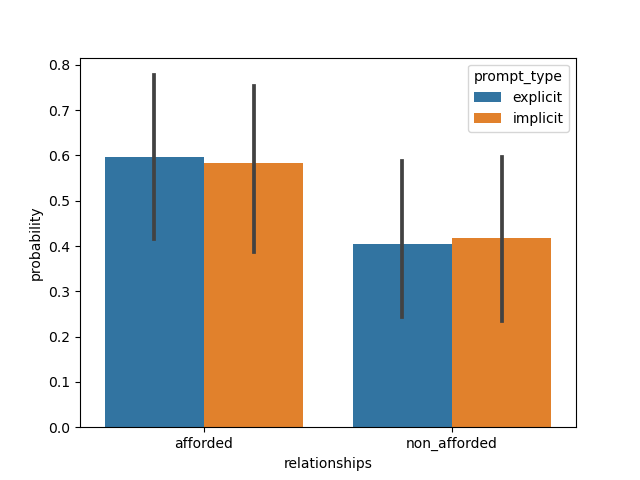 0.8
0.7
0.6
0.5
0.4
0.3
0.2
0.1
0.0
probability
afforded
non_afforded
relationships
prompt_type
explicit
implicit